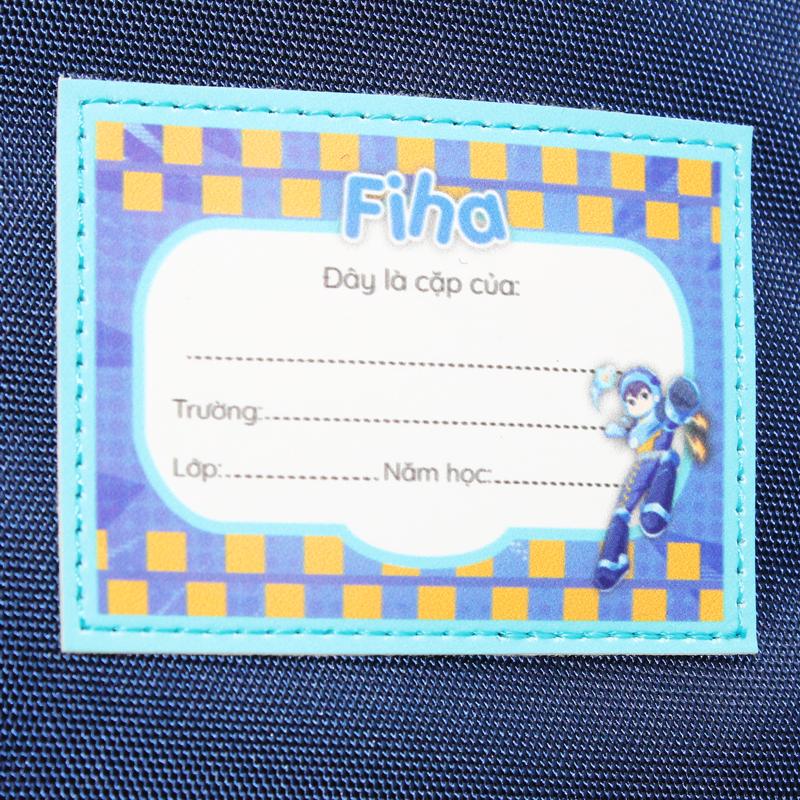 Fiha
Đây là cặp của:
Trường:
Lớp: Năm học: